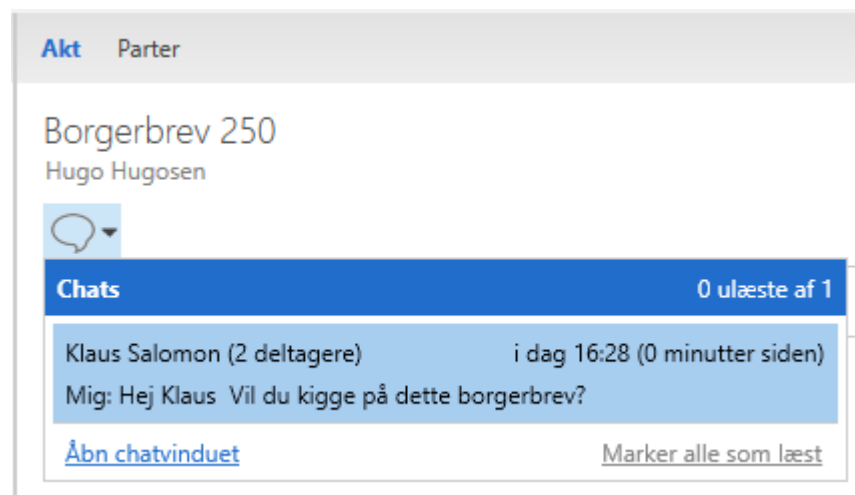 Akt Parter
Borgerbrev 250
Hugo Hugosen
Chats 0 ulæste af 1
Klaus Salomon (2 deltagere) i dag 16:28 (0 minutter siden)
Mig: Hej Klaus  Vil du kigge på dette borgerbrev?
Åbn chatvinduet Marker alle som læst